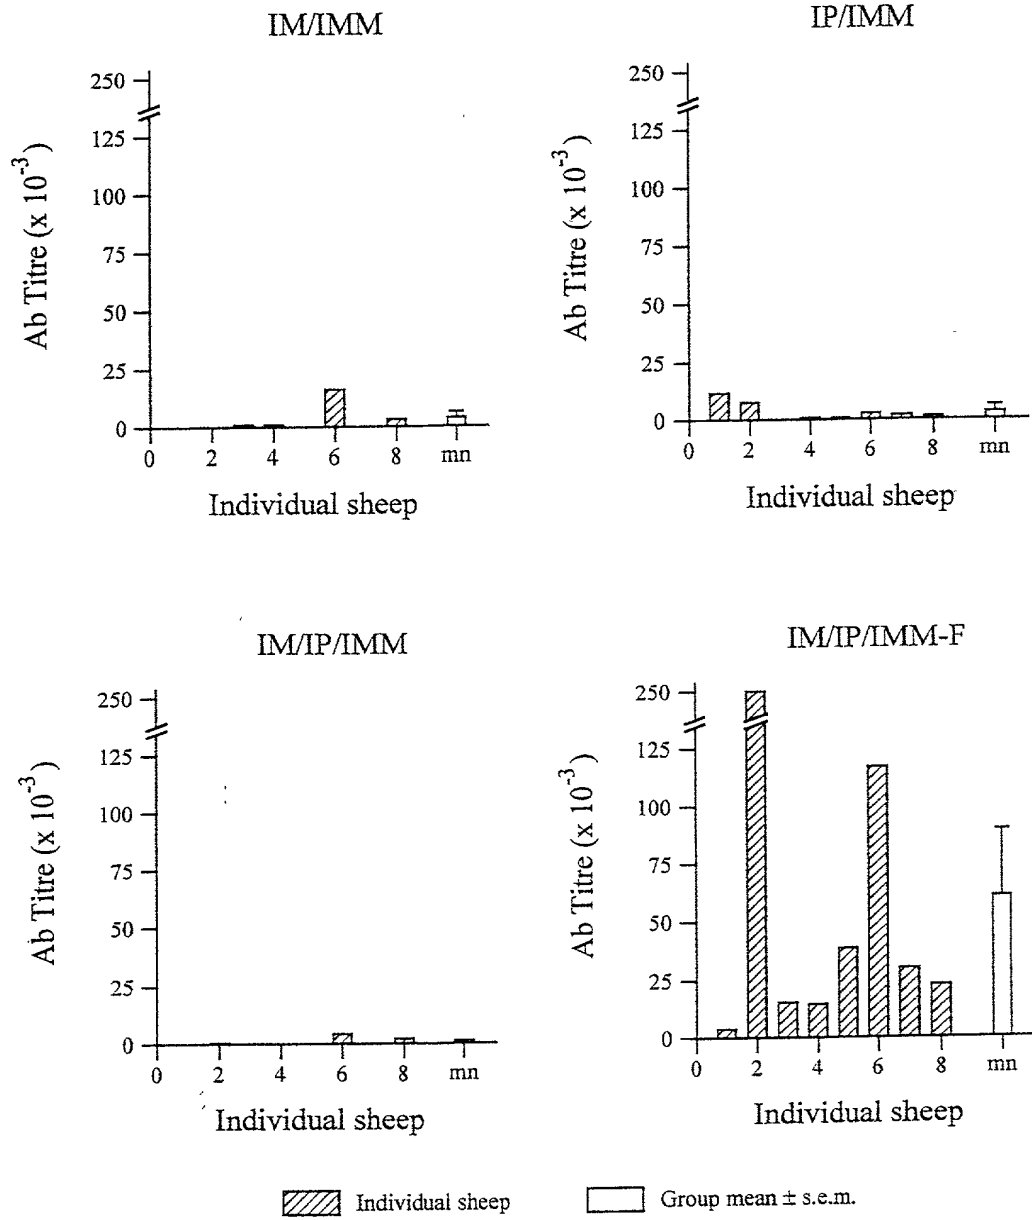 IM/IMM
250
125
100
75
50
25
0
Ab Titre (x 10⁻³)
0 2 4 6 8 mn
Individual sheep
IP/IMM
250
125
100
75
50
25
0
Ab Titre (x 10⁻³)
0 2 4 6 8 mn
Individual sheep
IM/IP/IMM
250
125
100
75
50
25
0
Ab Titre (x 10⁻³)
0 2 4 6 8 mn
Individual sheep
IM/IP/IMM-F
250
125
100
75
50
25
0
Ab Titre (x 10⁻³)
0 2 4 6 8 mn
Individual sheep
Individual sheep
Group mean ± s.e.m.